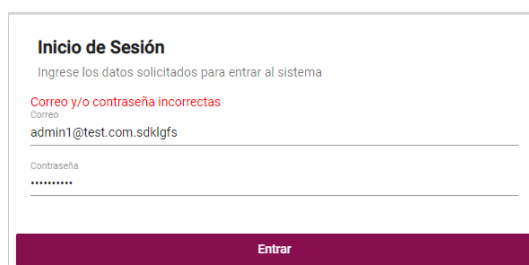 Inicio de Sesión
Ingrese los datos solicitados para entrar al sistema
Correo y/o contraseña incorrectas
Correo
admin1@test.com.sdklgfs
Contraseña
••••••••••
Entrar